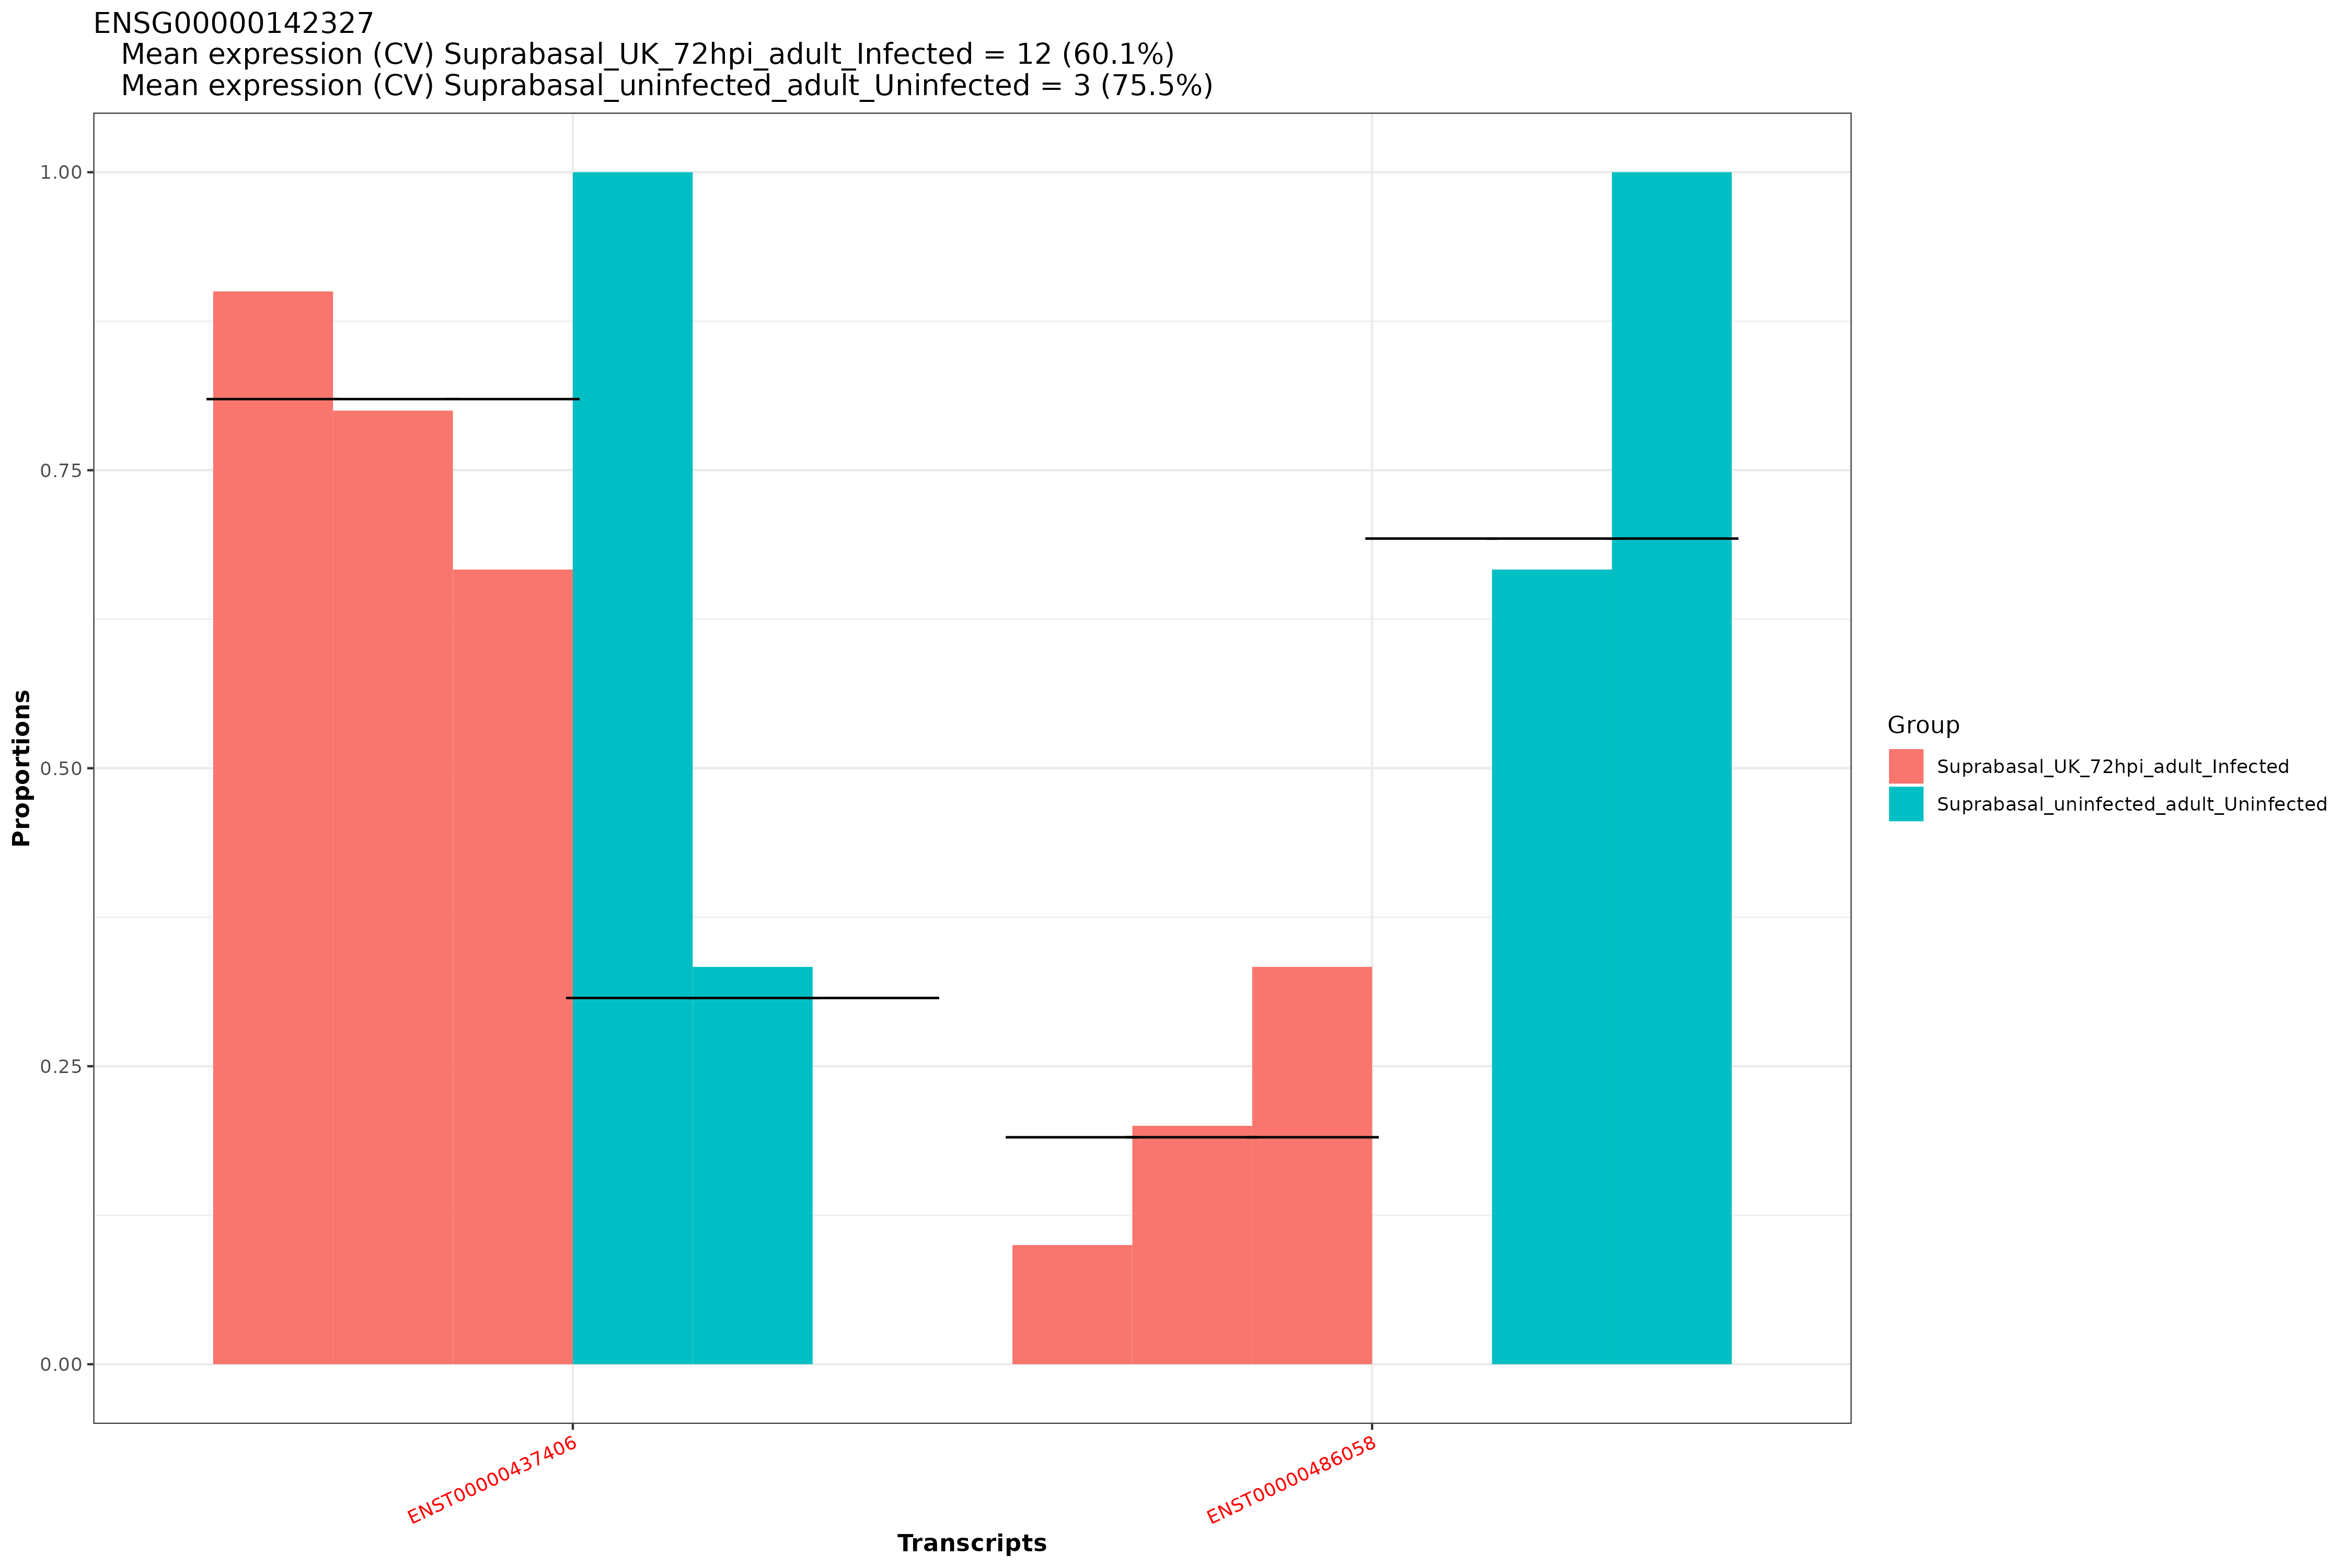 ENSG00000142327
Mean expression (CV) Suprabasal_UK_72hpi_adult_Infected = 12 (60.1%)
Mean expression (CV) Suprabasal_uninfected_adult_Uninfected = 3 (75.5%)
1.00
0.75
0.50
0.25
0.00
Proportions
ENST00000437406
ENST00000486058
Transcripts
Group
Suprabasal_UK_72hpi_adult_Infected
Suprabasal_uninfected_adult_Uninfected